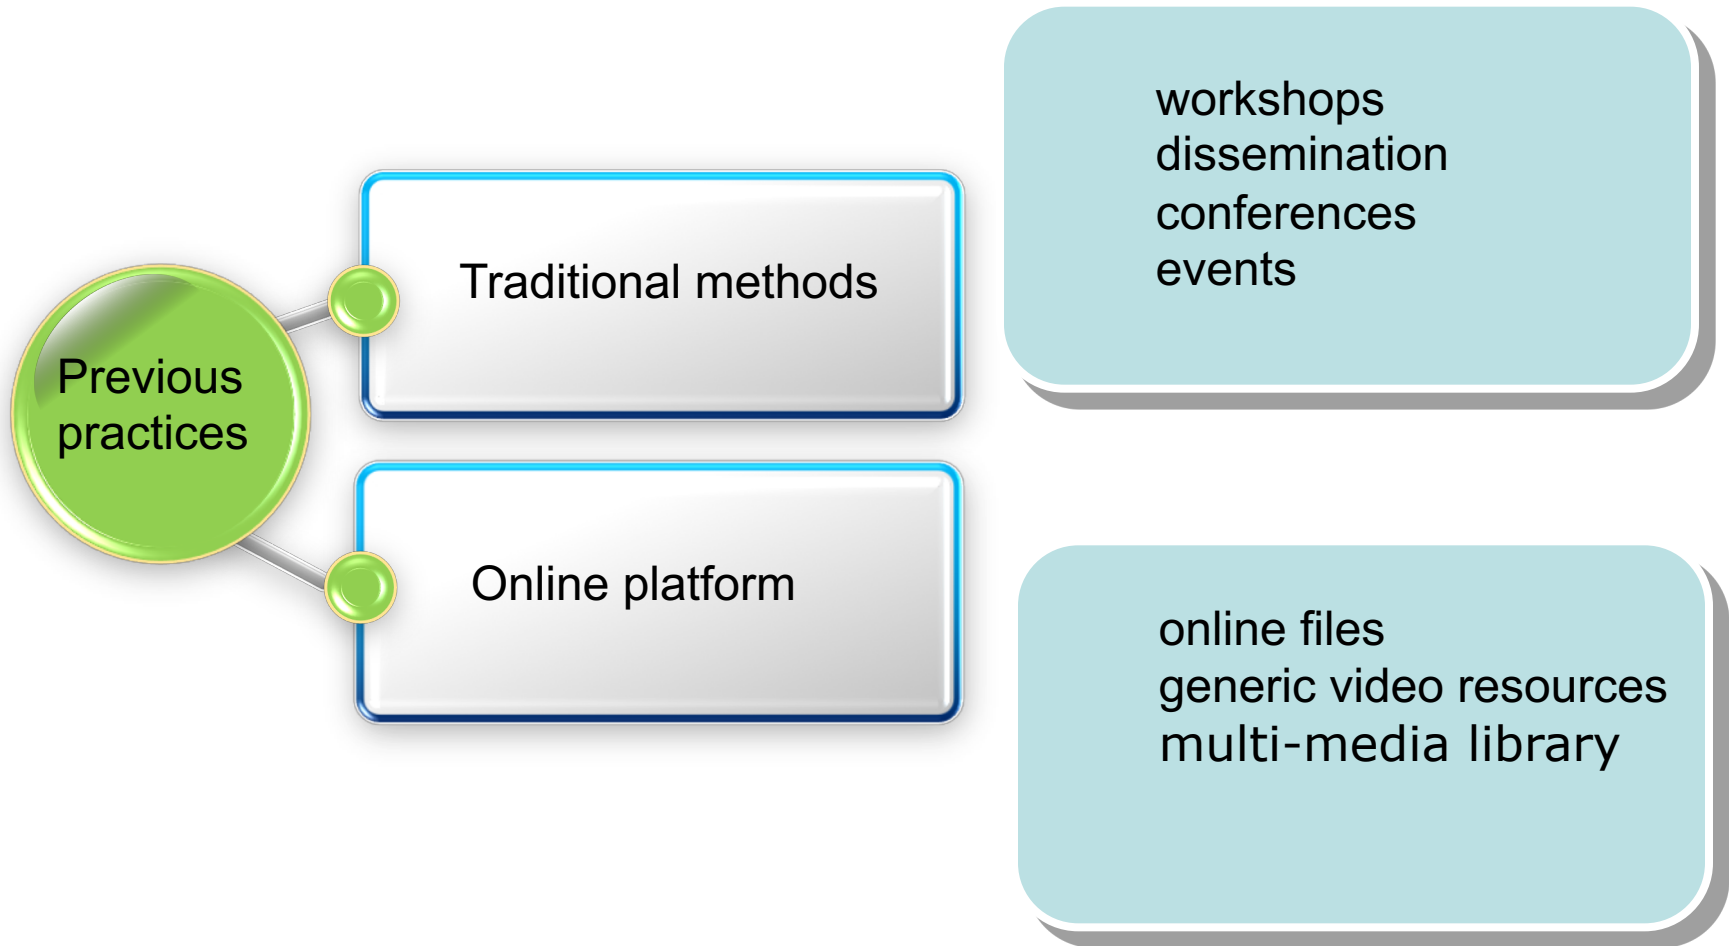 Previous
practices
Traditional methods
workshops
dissemination
conferences
events
Online platform
online files
generic video resources
multi-media library